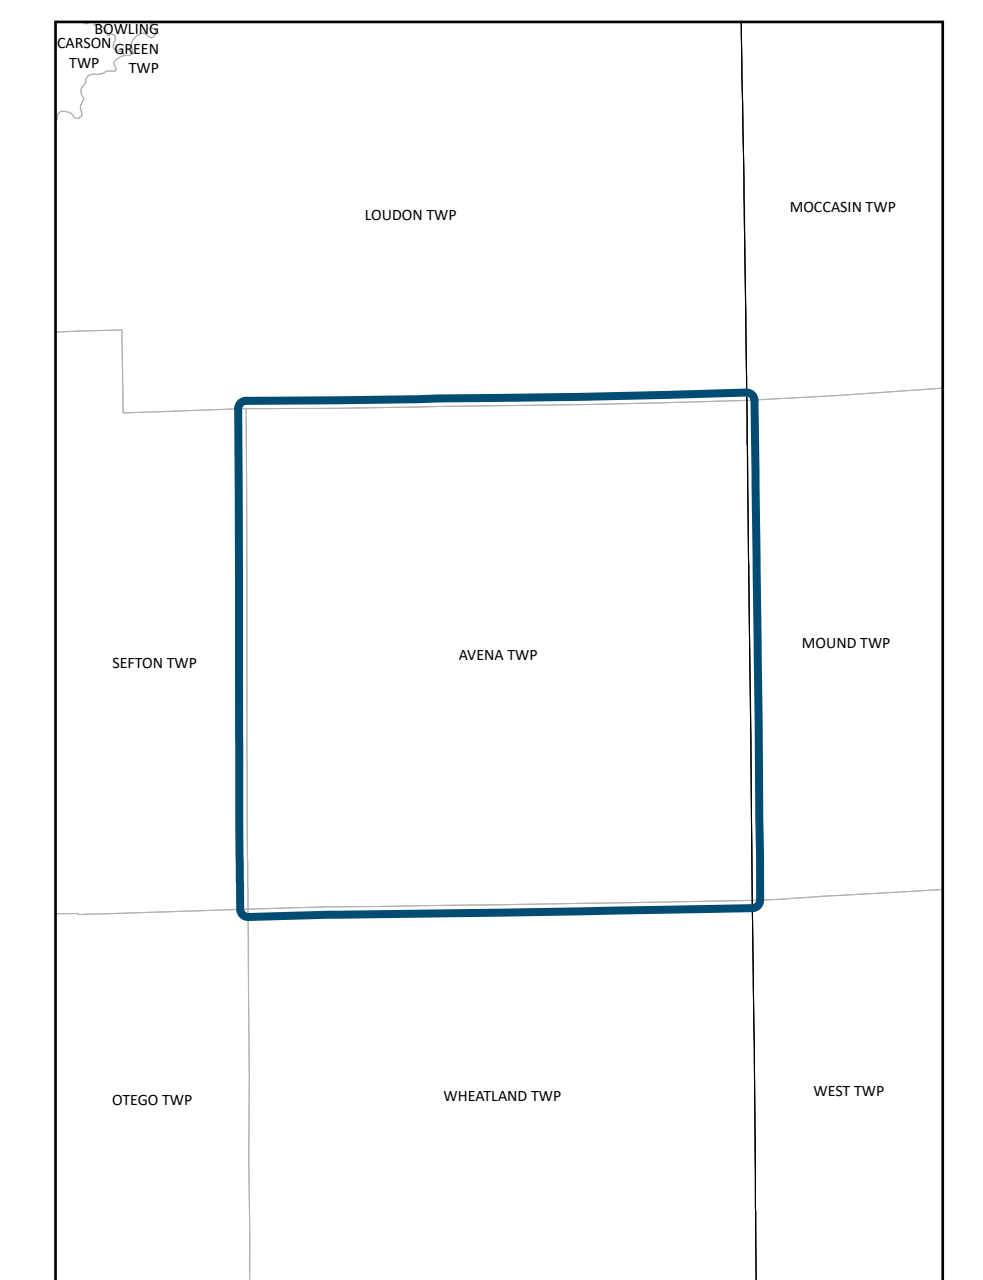 BOWLING
CARSON
GREEN
TWP
TWP
LOUDON TWP
MOCCASIN TWP
SEFTON TWP
AVENA TWP
MOUND TWP
OTEGO TWP
WHEATLAND TWP
WEST TWP